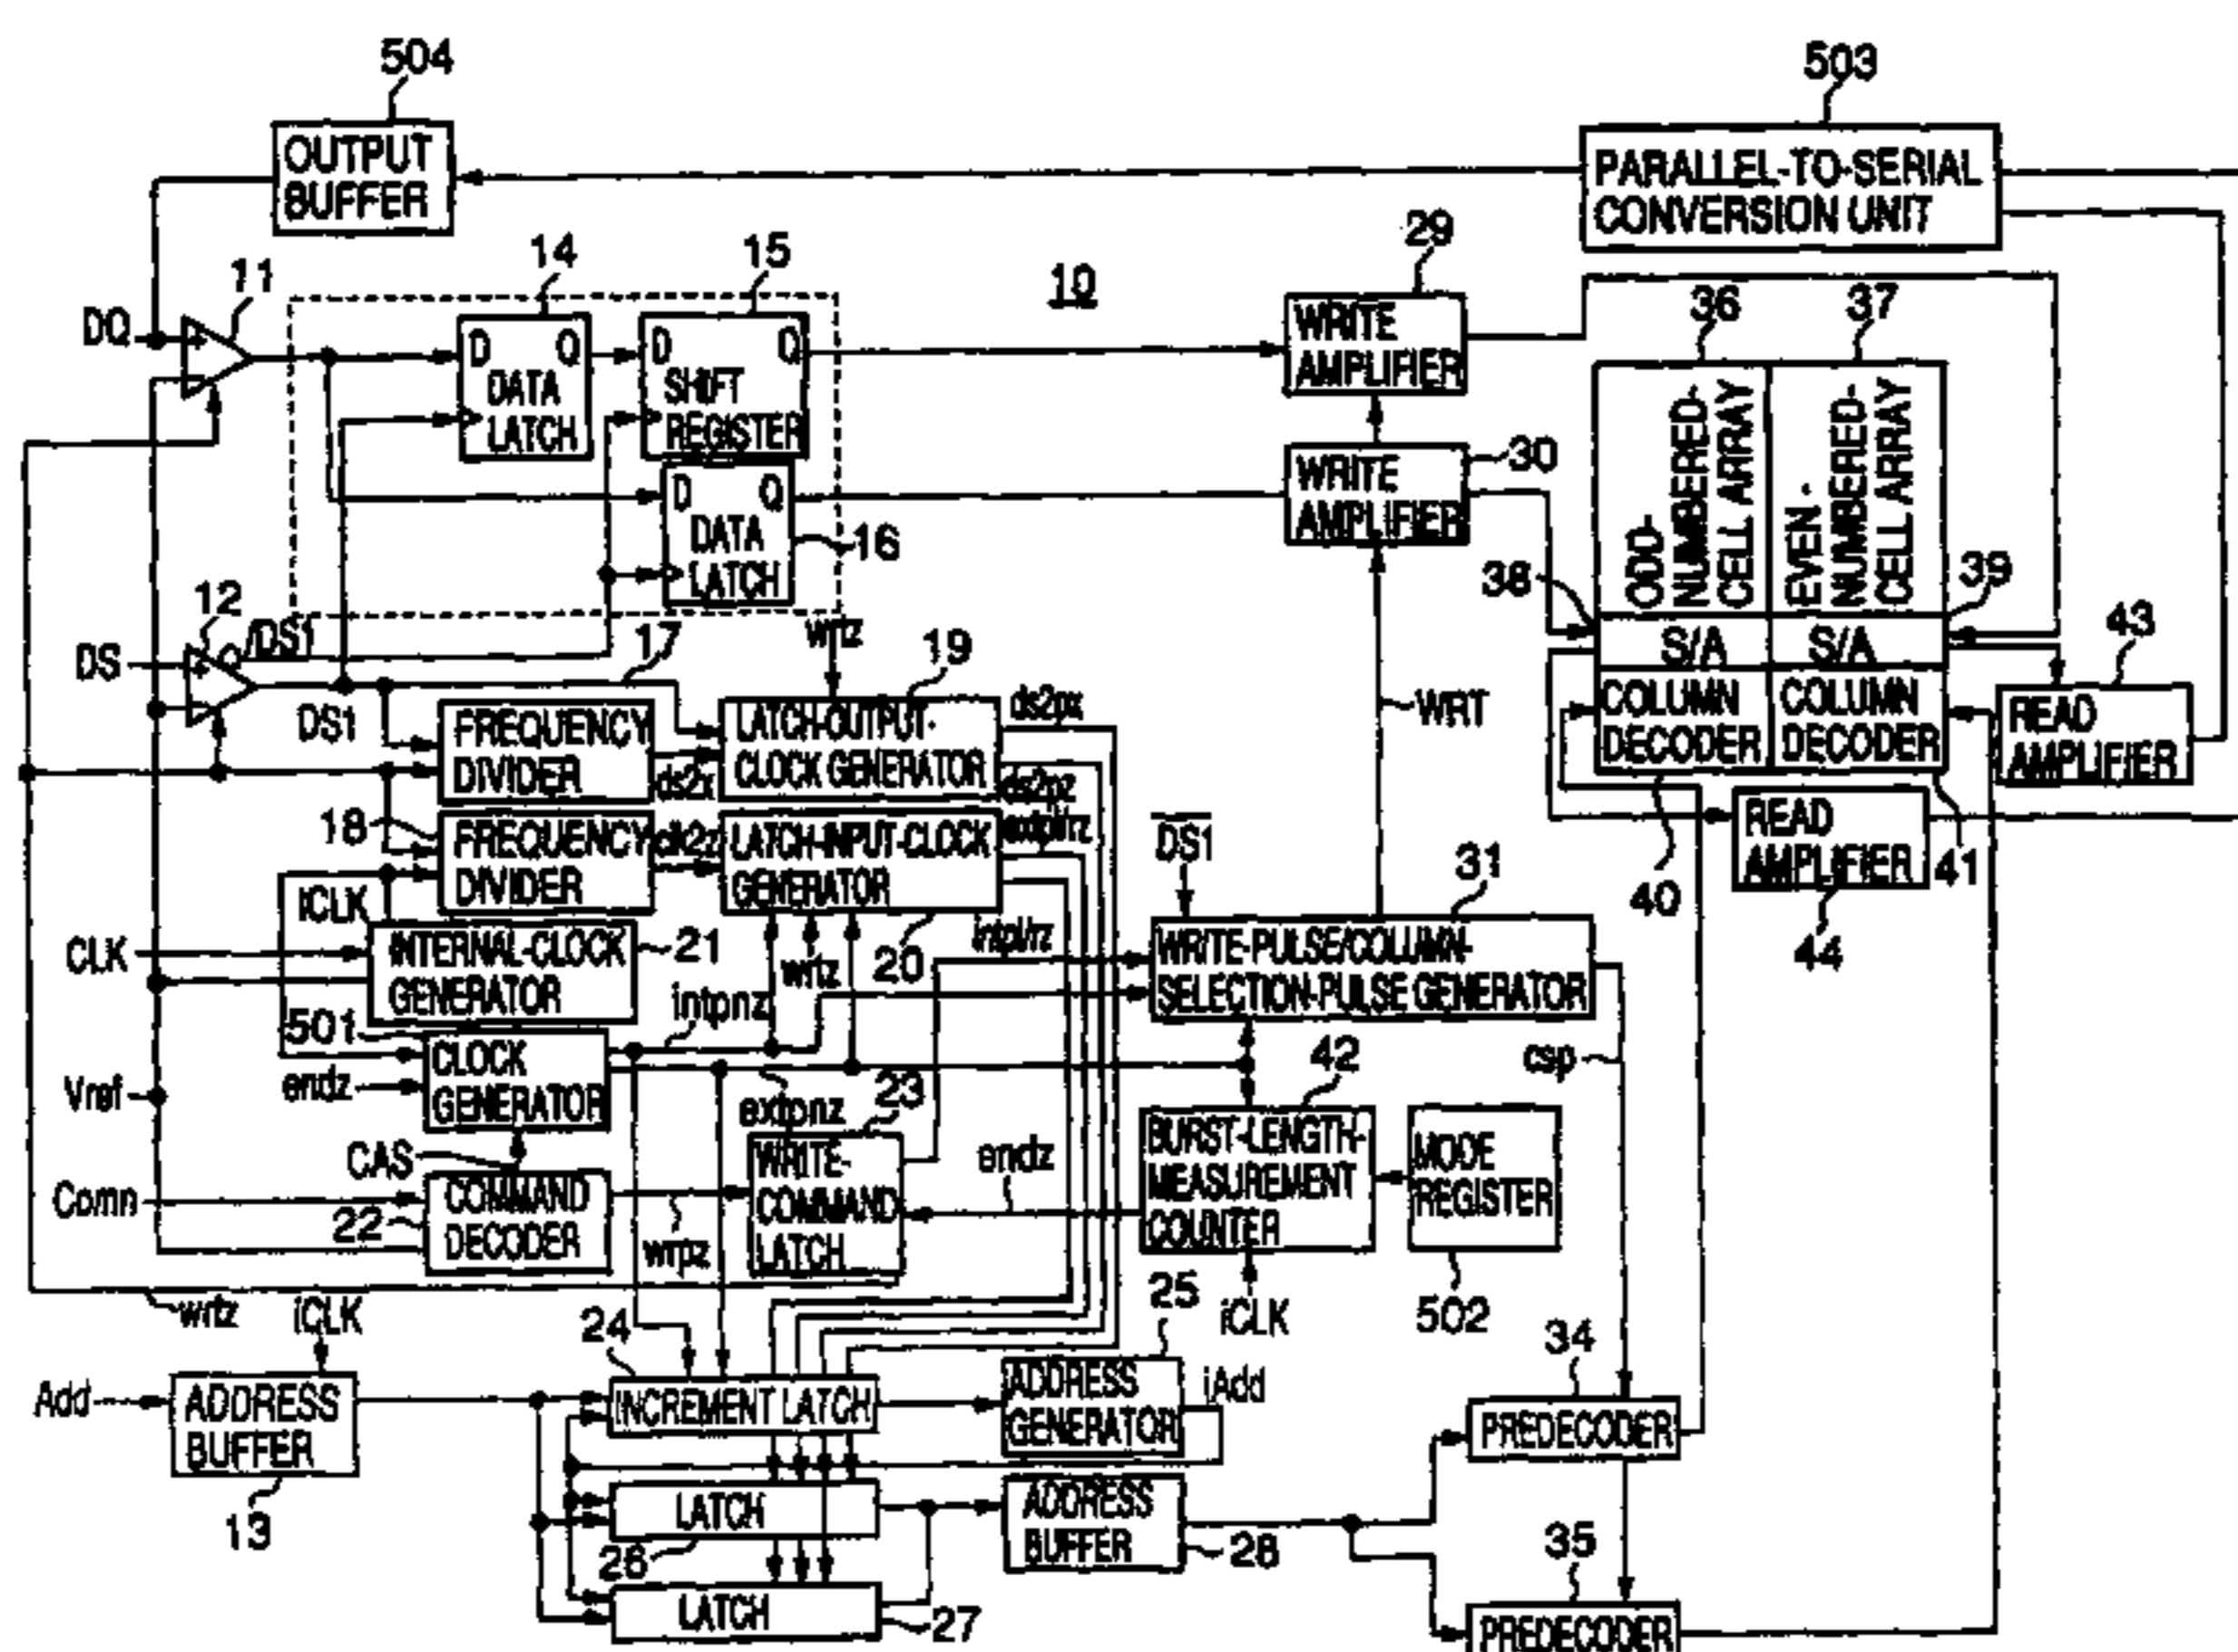 504
503
OUTPUT
BUFFER
PARALLEL-TO-SERIAL
CONVERSION UNIT
11
14
15
10
29
36
37
DQ
D Q
DATA
LATCH
D Q
SHIFT
REGISTER
WRITE
AMPLIFIER
ODD-
NUMBERED-
CELL ARRAY
EVEN-
NUMBERED-
CELL ARRAY
D Q
DATA
LATCH
16
WRITE
AMPLIFIER
30
38
39
S/A
S/A
43
12
/DS1
DS
DS1
17
wrtz
19
FREQUENCY
DIVIDER
ds2x
LATCH-OUTPUT-
CLOCK GENERATOR
ds2px
ds2pz
WRT
COLUMN
DECODER
COLUMN
DECODER
READ
AMPLIFIER
18
FREQUENCY
DIVIDER
clk2z
LATCH-INPUT-CLOCK
GENERATOR
extpl/rz
intpl/rz
DS1
31
40
READ
AMPLIFIER
41
44
iCLK
CLK
INTERNAL-CLOCK
GENERATOR
21
wrtz
20
WRITE-PULSE/COLUMN-
SELECTION-PULSE GENERATOR
501
intpnz
endz
CLOCK
GENERATOR
Vref
extpnz
23
42
csp
CAS
Comn
COMMAND
DECODER
22
wrpz
WRITE-
COMMAND
LATCH
endz
BURST-LENGTH-
MEASUREMENT
COUNTER
MODE
REGISTER
wrtz
iCLK
24
25
iCLK
502
34
Add
ADDRESS
BUFFER
13
INCREMENT LATCH
ADDRESS
GENERATOR
iAdd
PREDECODER
LATCH
26
ADDRESS
BUFFER
28
35
LATCH
27
PREDECODER